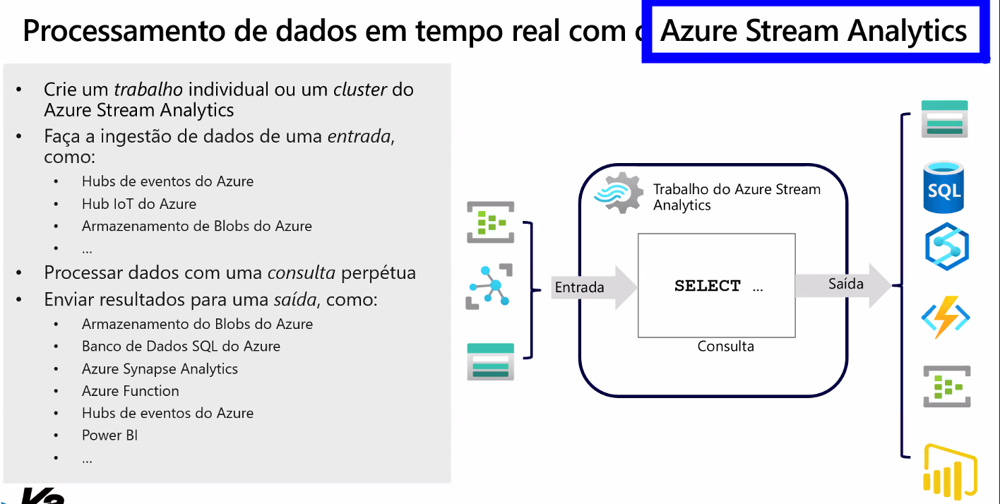 Processamento de dados em tempo real com o Azure Stream Analytics
• Crie um trabalho individual ou um cluster do
Azure Stream Analytics
• Faça a ingestão de dados de uma entrada,
como:
• Hubs de eventos do Azure
• Hub IoT do Azure
• Armazenamento de Blobs do Azure
• ...
• Processar dados com uma consulta perpétua
• Enviar resultados para uma saída, como:
• Armazenamento do Blobs do Azure
• Banco de Dados SQL do Azure
• Azure Synapse Analytics
• Azure Function
• Hubs de eventos do Azure
• Power BI
• ...
Entrada
Trabalho do Azure Stream
Analytics
SELECT ...
Consulta
Saída
SQL